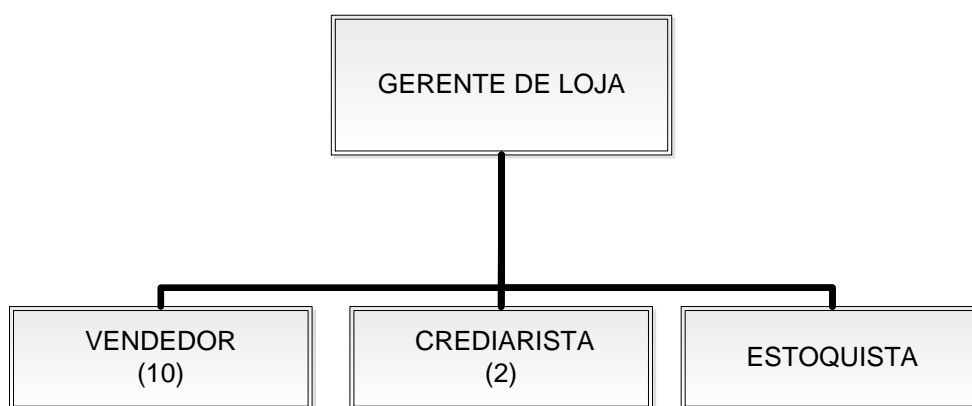 GERENTE DE LOJA
VENDEDOR
(10)
CREDIARISTA
(2)
ESTOQUISTA